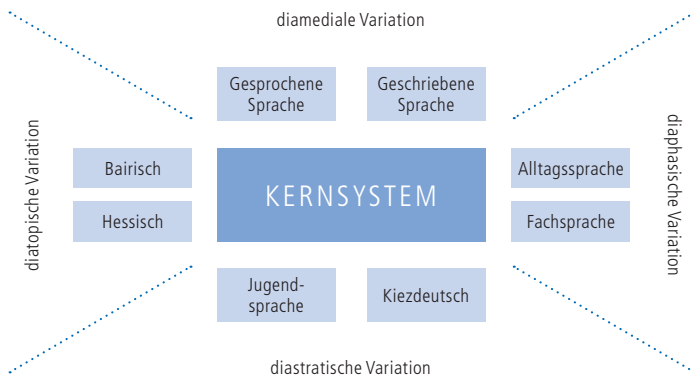 diamediale Variation
Gesprochene
Sprache
Geschriebene
Sprache
diatopische Variation
Bairisch
Hessisch
KERNSYSTEM
Alltagssprache
Fachsprache
diaphasische Variation
Jugend-
sprache
Kiezdeutsch
diastratische Variation